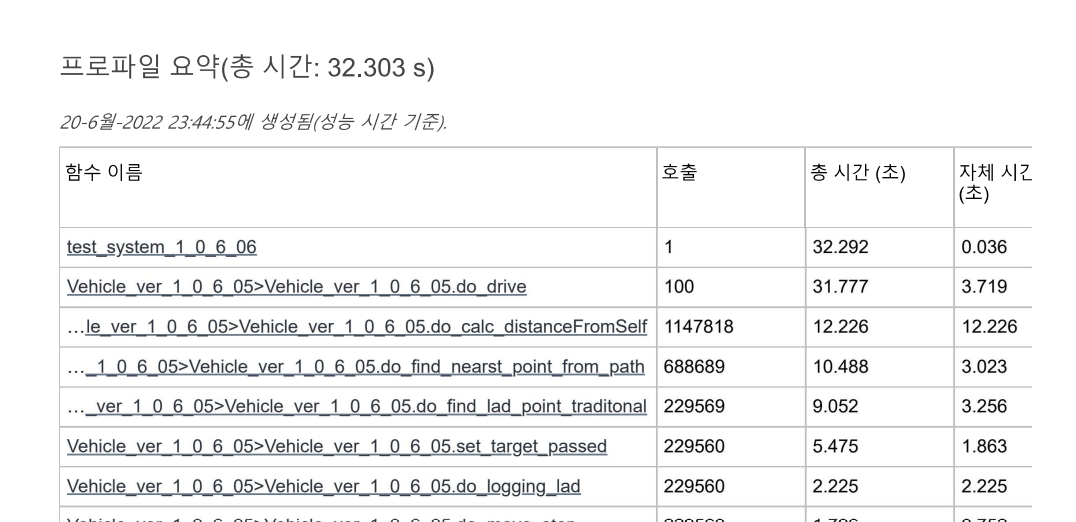 프로파일 요약(총 시간: 32.303 s)
20-6월-2022 23:44:55에 생성됨(성능 시간 기준).
함수 이름 호출 총 시간 (초) 자체 시간
(초)
test_system_1_0_6_06 1 32.292 0.036
Vehicle_ver_1_0_6_05>Vehicle_ver_1_0_6_05.do_drive 100 31.777 3.719
...le_ver_1_0_6_05>Vehicle_ver_1_0_6_05.do_calc_distanceFromSelf 1147818 12.226 12.226
..._1_0_6_05>Vehicle_ver_1_0_6_05.do_find_nearst_point_from_path 688689 10.488 3.023
..._ver_1_0_6_05>Vehicle_ver_1_0_6_05.do_find_lad_point_traditonal 229569 9.052 3.256
Vehicle_ver_1_0_6_05>Vehicle_ver_1_0_6_05.set_target_passed 229560 5.475 1.863
Vehicle_ver_1_0_6_05>Vehicle_ver_1_0_6_05.do_logging_lad 229560 2.225 2.225